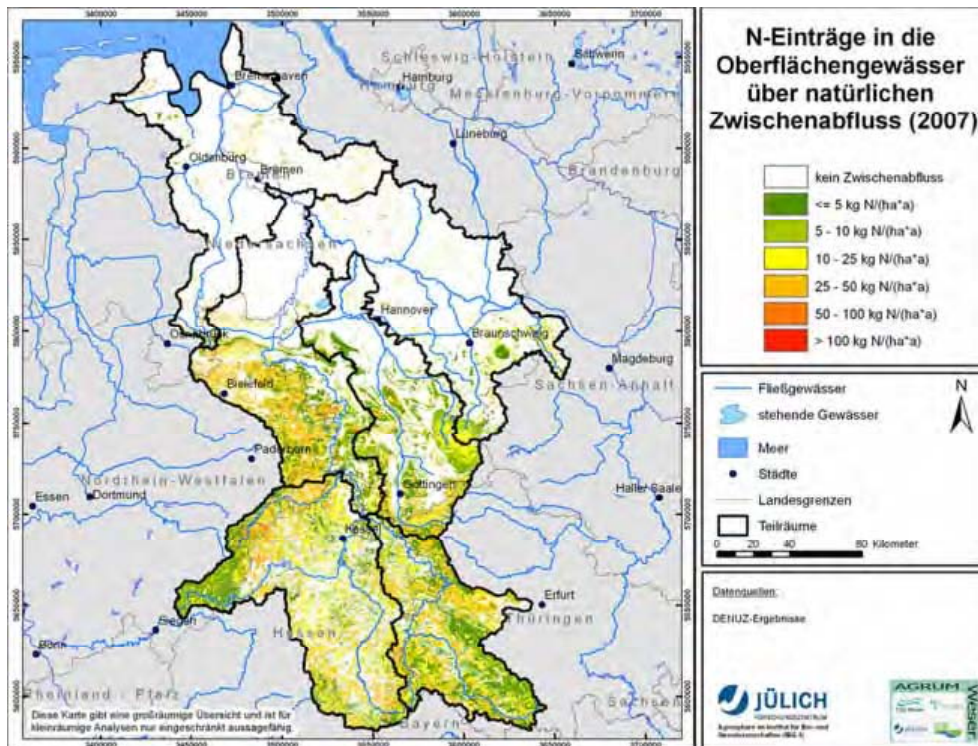 3400000 3450000 3500000 3550000 3600000 3650000 3700000
Schleswig-Holstein
Schwerin
Bremerhaven
Hamburg
Hamburg
Mecklenburg-Vorpommern
Lüneburg
Oldenburg
Bremen
Bremen
Brandenburg
Niedersachsen
Hannover
Osnabrück
Braunschweig
Magdeburg
Sachsen-Anhalt
Bielefeld
Paderborn
Nordrhein-Westfalen
Essen
Dortmund
Göttingen
Halle/ Saale
Kassel
Erfurt
Thüringen
Siegen
Hessen
Bonn
Rheinland - Pfalz
Sachsen
Bayern
Diese Karte gibt eine großräumige Übersicht und ist für
kleinräumige Analysen nur eingeschränkt aussagefähig.
N-Einträge in die
Oberflächengewässer
über natürlichen
Zwischenabfluss (2007)
kein Zwischenabfluss
<= 5 kg N/(ha*a)
5 - 10 kg N/(ha*a)
10 - 25 kg N/(ha*a)
25 - 50 kg N/(ha*a)
50 - 100 kg N/(ha*a)
> 100 kg N/(ha*a)
Fließgewässer
stehende Gewässer
Meer
Städte
Landesgrenzen
Teilräume
N
0 10 20 40 60 80 Kilometer
Datenquellen:
DENUZ-Ergebnisse
JÜLICH
FORSCHUNGSZENTRUM
AGRUM